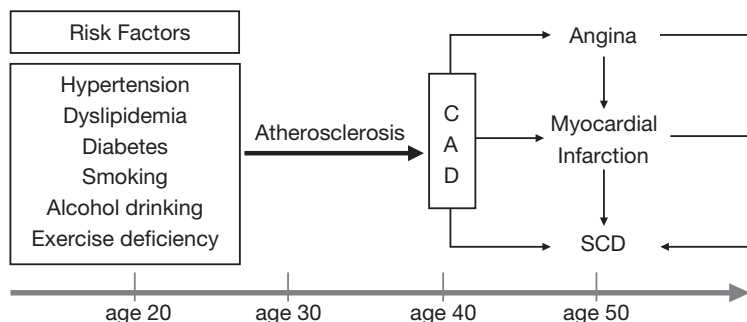 Risk Factors
Hypertension
Dyslipidemia
Diabetes
Smoking
Alcohol drinking
Exercise deficiency
Atherosclerosis
C
A
D
Angina
Myocardial
Infarction
SCD
age 20
age 30
age 40
age 50